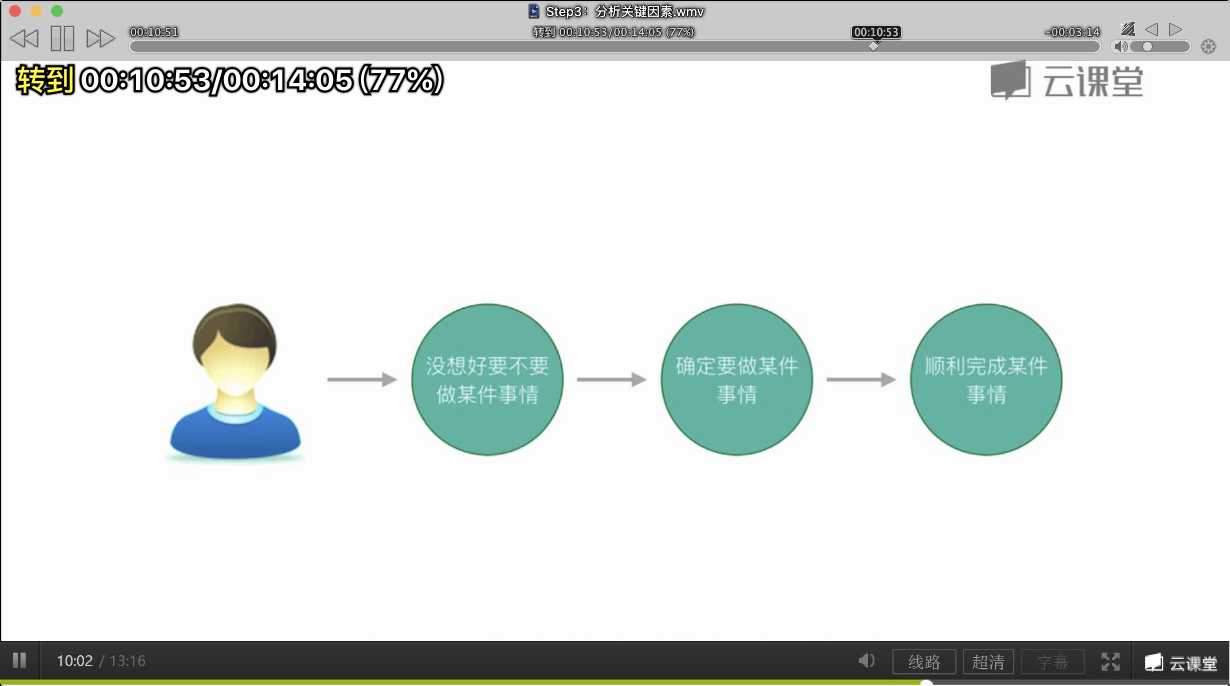 Step3：分析关键因素.wmv
00:10:51
转到 00:10:53/00:14:05 (77%)
00:10:53
-00:03:14
转到 00:10:53/00:14:05 (77%)
云课堂
没想好要不要
做某件事情
确定要做某件
事情
顺利完成某件
事情
10:02 / 13:16
线路
超清
字幕
云课堂